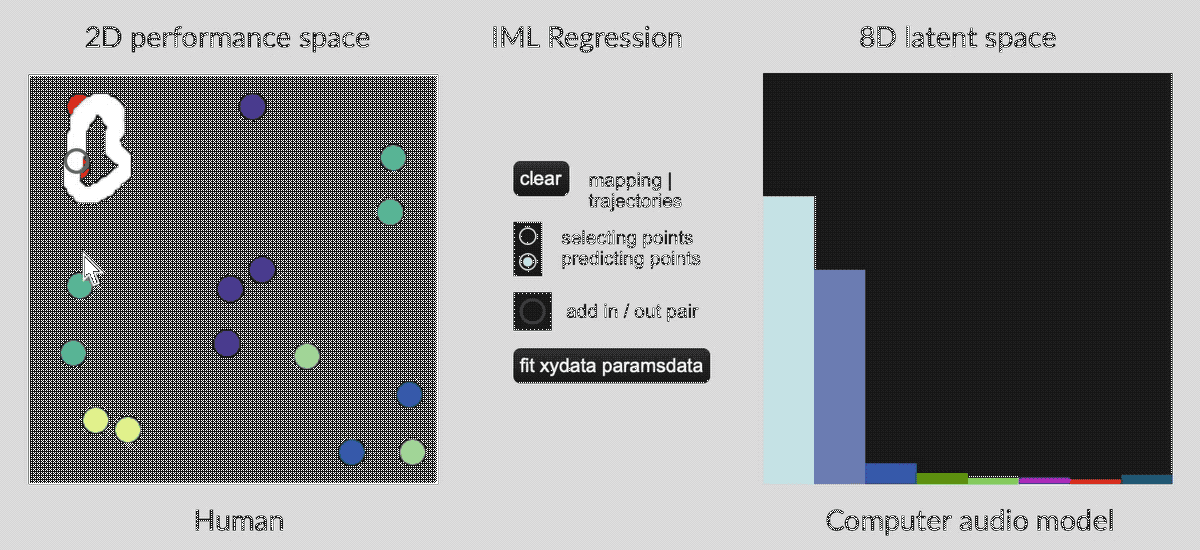 2D performance space
IML Regression
8D latent space
clear
mapping |
trajectories
selecting points
predicting points
add in / out pair
fit xydata paramsdata
Human
Computer audio model